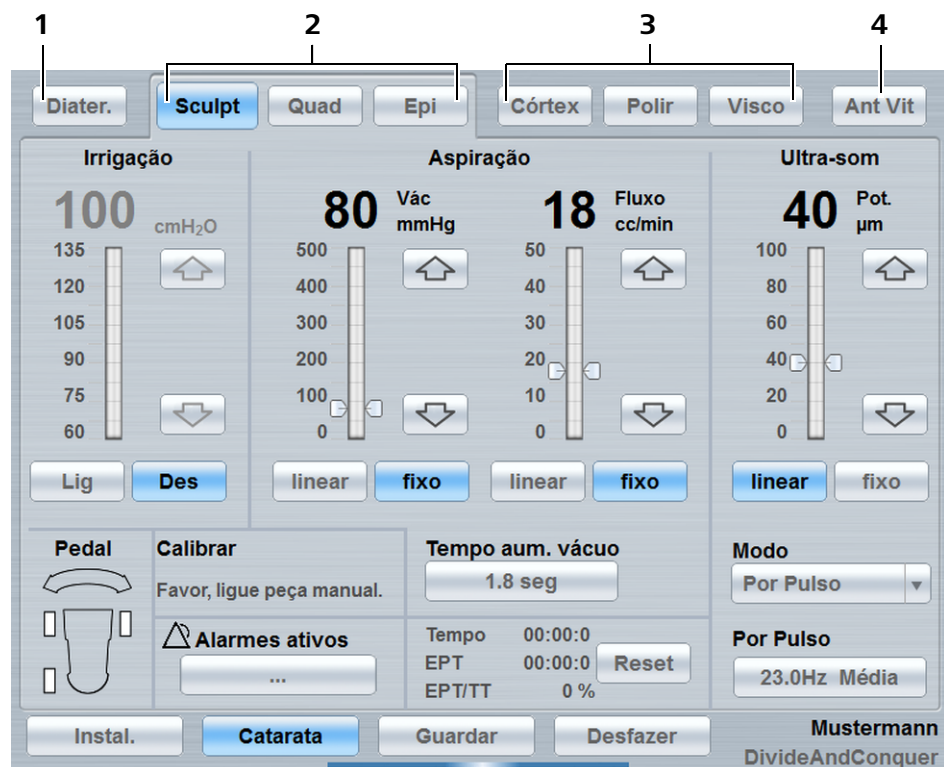 1 2 3 4
Diater. Sculpt Quad Epi Córtex Polir Visco Ant Vit
Irrigação Aspiração Ultra-som
100 cmH₂O 80 Vác mmHg 18 Fluxo cc/min 40 Pot. µm
135 500 50 100
120 400 40 80
105 300 30 60
90 200 20 40
75 100 10 20
60 0 0 0
Lig Des linear fixo linear fixo linear fixo
Pedal Calibrar Tempo aum. vácuo Modo
Favor, ligue peça manual. 1.8 seg Por Pulso
Alarmes ativos Tempo 00:00:0 Por Pulso
... EPT 00:00:0 Reset 23.0Hz Média
EPT/TT 0 %
Instal. Catarata Guardar Desfazer Mustermann
DivideAndConquer